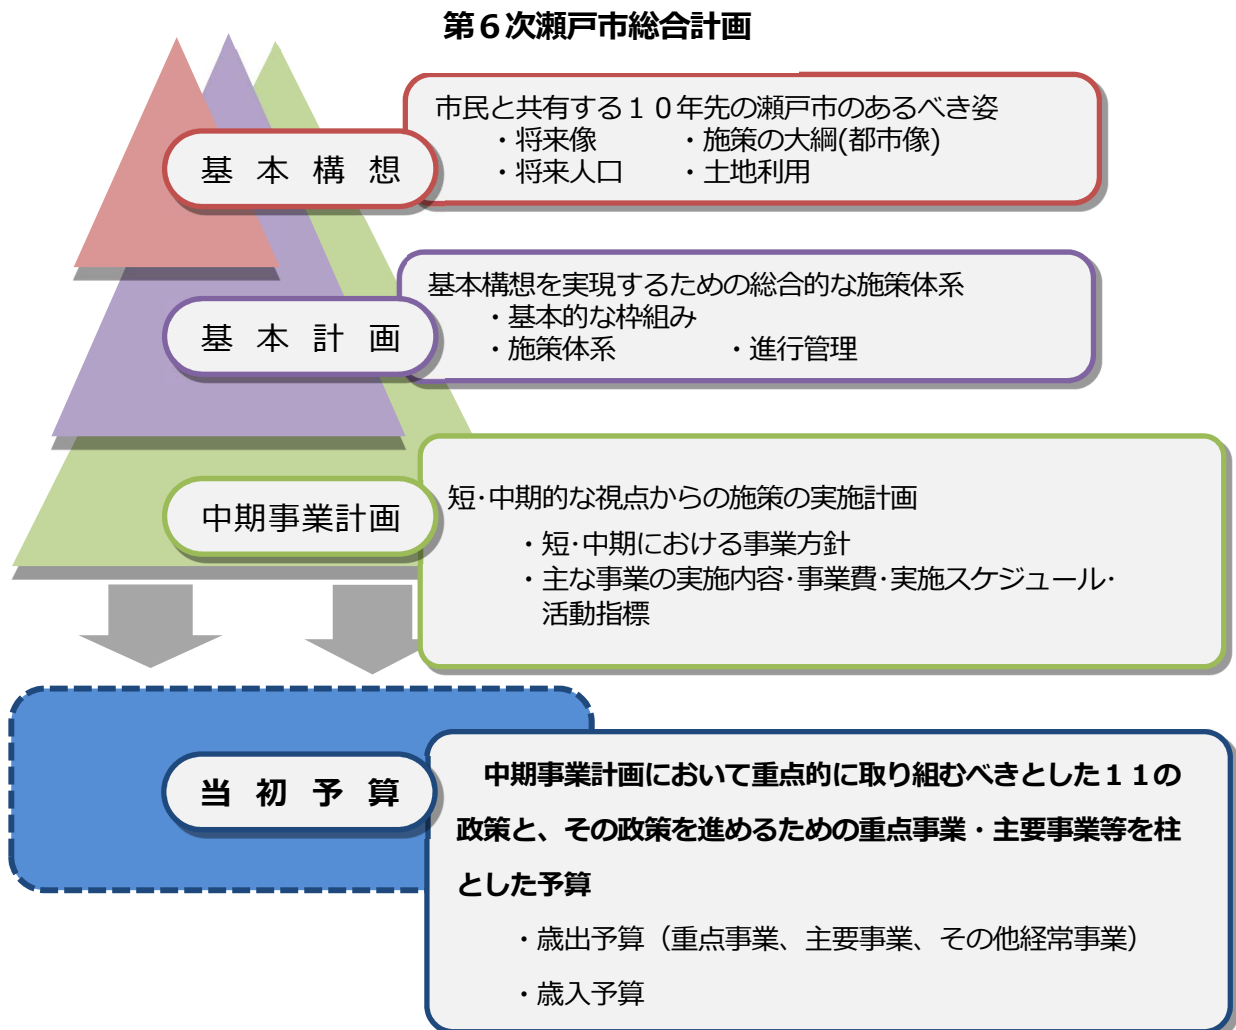 第６次瀬戸市総合計画
基本構想
市民と共有する１０年先の瀬戸市のあるべき姿
・将来像　・施策の大綱(都市像)
・将来人口　・土地利用
基本計画
基本構想を実現するための総合的な施策体系
・基本的な枠組み
・施策体系　・進行管理
中期事業計画
短･中期的な視点からの施策の実施計画
・短･中期における事業方針
・主な事業の実施内容･事業費･実施スケジュール･
活動指標
当初予算
中期事業計画において重点的に取り組むべきとした１１の
政策と、その政策を進めるための重点事業・主要事業等を柱
とした予算
・歳出予算（重点事業、主要事業、その他経常事業）
・歳入予算